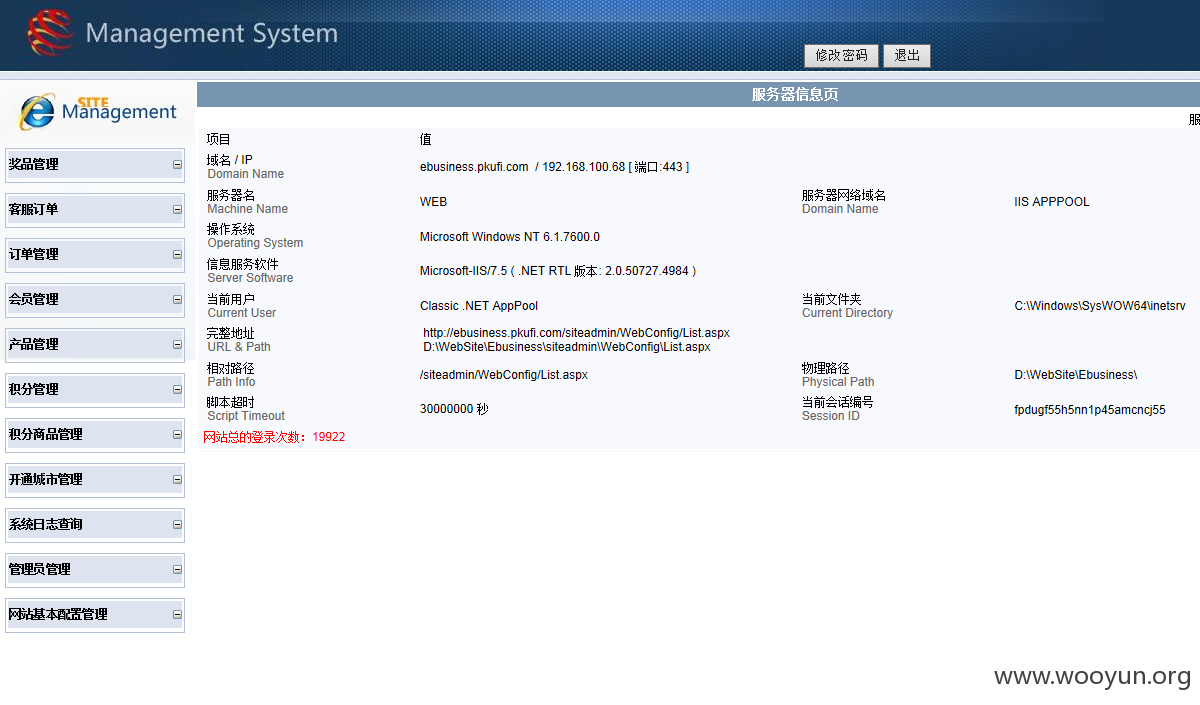 Management System
修改密码 退出
SITE
Management
服务器信息页
服
奖品管理
客服订单
订单管理
会员管理
产品管理
积分管理
积分商品管理
开通城市管理
系统日志查询
管理员管理
网站基本配置管理
项目 值
域名 / IP
Domain Name
ebusiness.pkufi.com / 192.168.100.68 [ 端口:443 ]
服务器名
Machine Name
WEB
服务器网络域名
Domain Name
IIS APPPOOL
操作系统
Operating System
Microsoft Windows NT 6.1.7600.0
信息服务软件
Server Software
Microsoft-IIS/7.5 ( .NET RTL 版本: 2.0.50727.4984 )
当前用户
Current User
Classic .NET AppPool
当前文件夹
Current Directory
C:\Windows\SysWOW64\inetsrv
完整地址
URL & Path
http://ebusiness.pkufi.com/siteadmin/WebConfig/List.aspx
D:\WebSite\Ebusiness\siteadmin\WebConfig\List.aspx
相对路径
Path Info
/siteadmin/WebConfig/List.aspx
物理路径
Physical Path
D:\WebSite\Ebusiness\
脚本超时
Script Timeout
30000000 秒
当前会话编号
Session ID
fpdugf55h5nn1p45amcncj55
网站总的登录次数：19922
www.wooyun.org